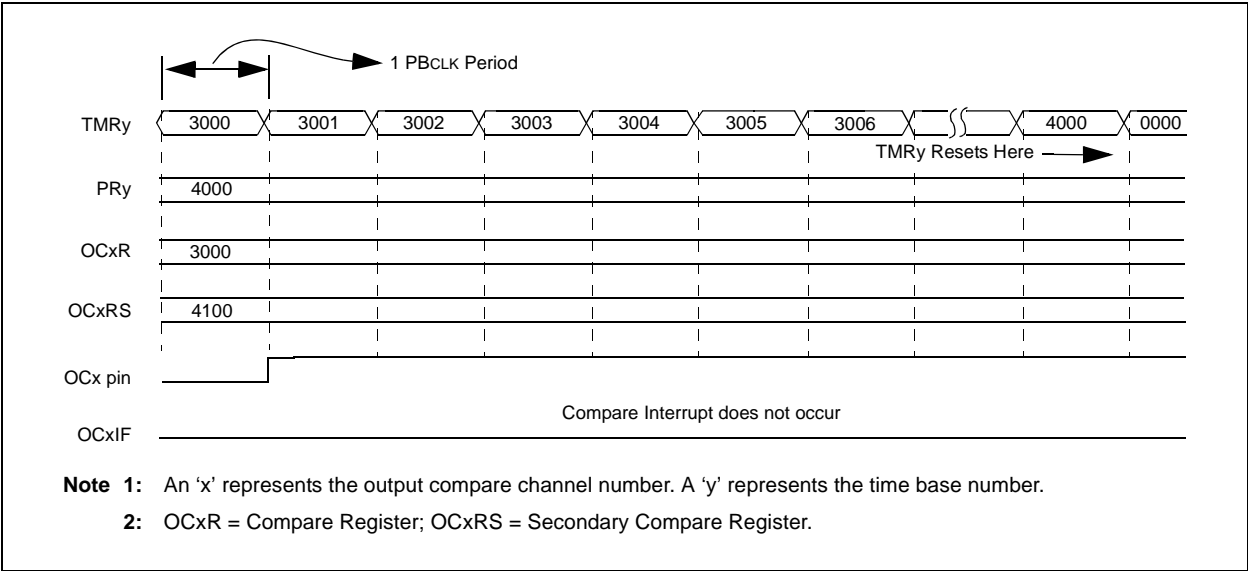 1 PBCLK Period
TMRy 3000 3001 3002 3003 3004 3005 3006 4000 0000
TMRy Resets Here
PRy 4000
OCxR 3000
OCxRS 4100
OCx pin
Compare Interrupt does not occur
OCxIF
Note 1: An ‘x’ represents the output compare channel number. A ‘y’ represents the time base number.
2: OCxR = Compare Register; OCxRS = Secondary Compare Register.